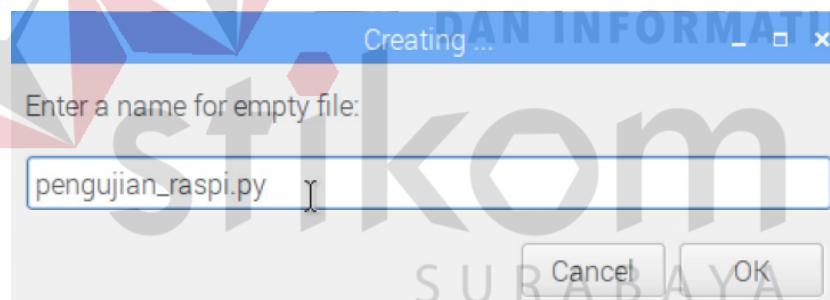 DAN INFORMATI
Creating ...
Enter a name for empty file:
stikom
pengujian_raspi.py
Cancel
OK
SURABAYA